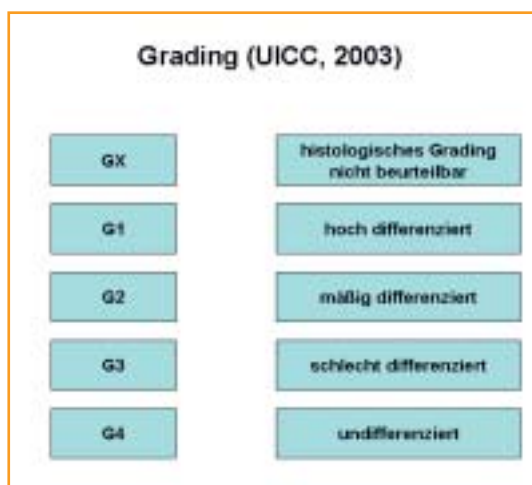 Grading (UICC, 2003)
GX
histologisches Grading
nicht beurteilbar
G1
hoch differenziert
G2
mäßig differenziert
G3
schlecht differenziert
G4
undifferenziert